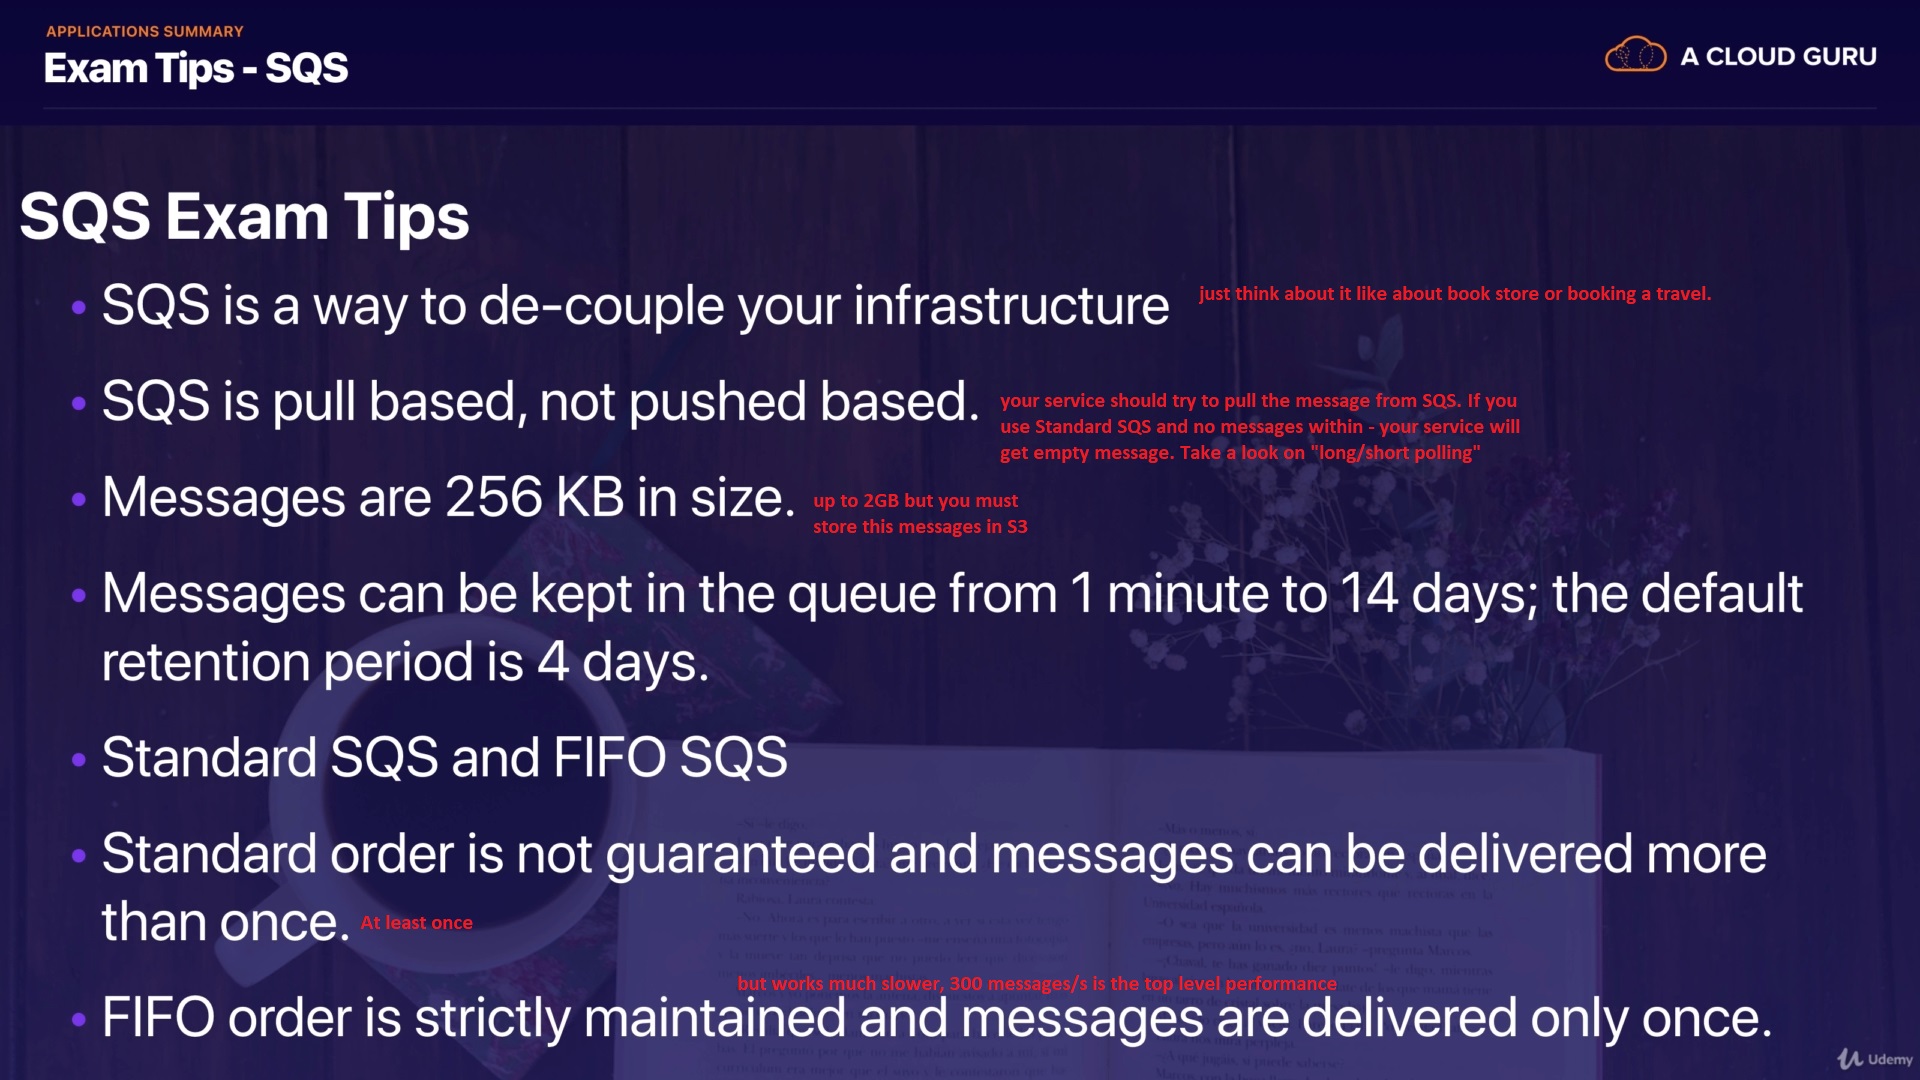 APPLICATIONS SUMMARY
Exam Tips - SQS
A CLOUD GURU
SQS Exam Tips
• SQS is a way to de-couple your infrastructure
just think about it like about book store or booking a travel.
• SQS is pull based, not pushed based.
your service should try to pull the message from SQS. If you
use Standard SQS and no messages within - your service will
get empty message. Take a look on "long/short polling"
• Messages are 256 KB in size.
up to 2GB but you must
store this messages in S3
• Messages can be kept in the queue from 1 minute to 14 days; the default
retention period is 4 days.
• Standard SQS and FIFO SQS
• Standard order is not guaranteed and messages can be delivered more
than once.
At least once
but works much slower, 300 messages/s is the top level performance
• FIFO order is strictly maintained and messages are delivered only once.
Udemy